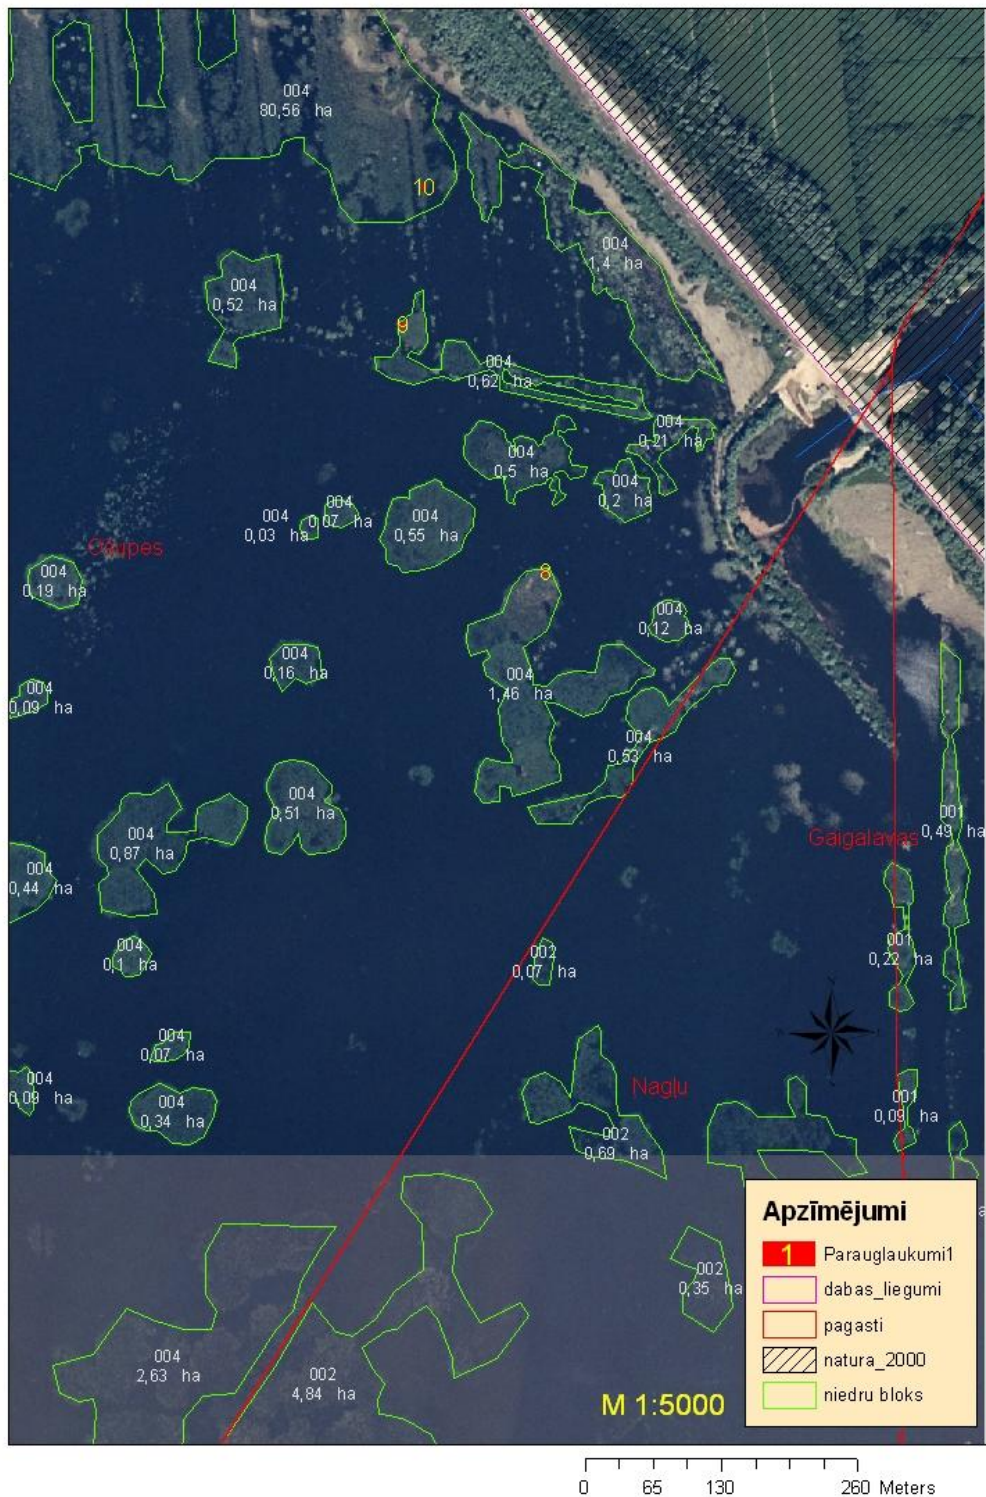 004
80,56 ha
10
004
1,4 ha
004
0,52 ha
9
004
0,62 ha
004
0,21 ha
004
0,5 ha
004
0,2 ha
004
0,07 ha
004
0,03 ha
004
0,55 ha
004
0,19 ha
8
004
0,12 ha
004
0,16 ha
004
1,46 ha
004
0,09 ha
004
0,53 ha
004
0,51 ha
001
0,49 ha
Gaigalavas
004
0,87 ha
004
0,44 ha
001
0,22 ha
004
0,1 ha
002
0,07 ha
004
0,07 ha
004
0,09 ha
Nagļu
001
0,09 ha
004
0,34 ha
002
0,69 ha
002
0,35 ha
004
2,63 ha
002
4,84 ha
M 1:5000
Apzīmējumi
1 Parauglaukumi1
dabas_liegumi
pagasti
natura_2000
niedru bloks
0 65 130 260 Meters